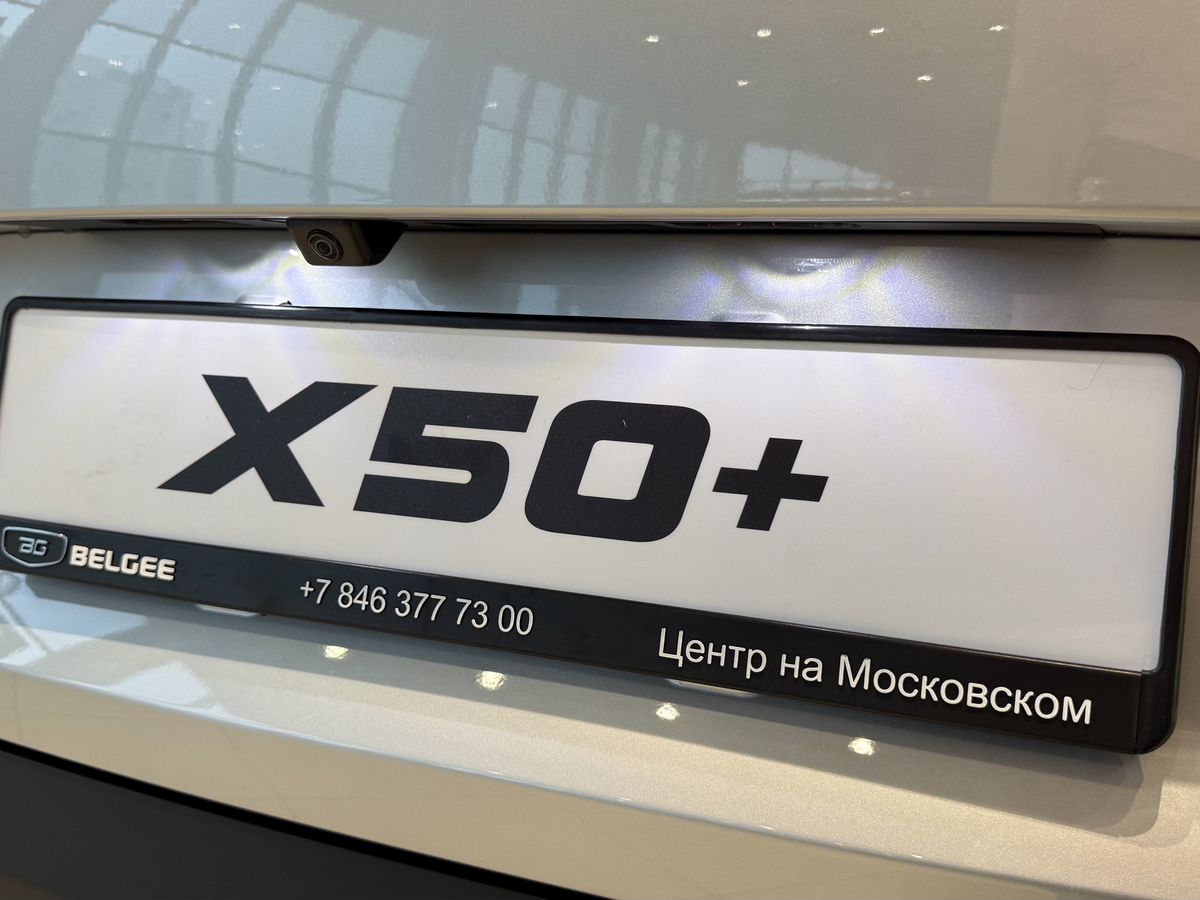 X50+
BG BELGEE
+7 846 377 73 00
Центр на Московском